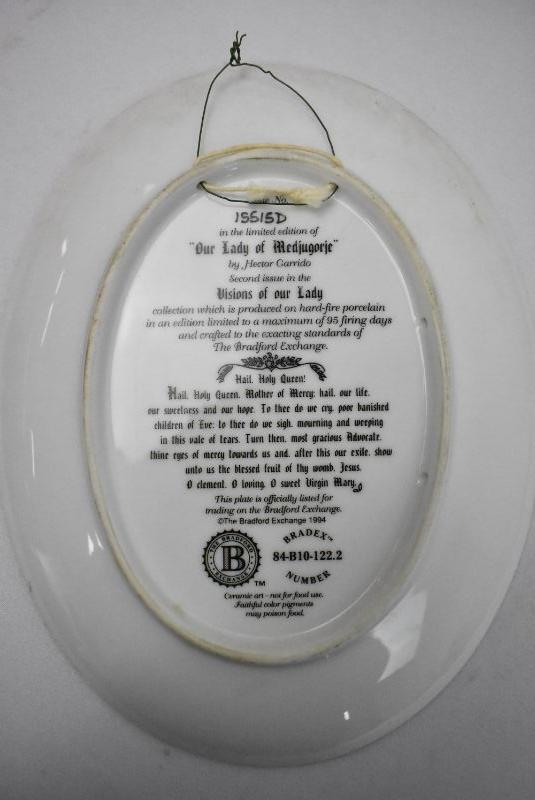 No.
1551SD
in the limited edition of
"Our Lady of Medjugorje"
by Hector Garrido
Second issue in the
Visions of our Lady
collection which is produced on hard-fire porcelain
in an edition limited to a maximum of 95 firing days
and crafted to the exacting standards of
The Bradford Exchange.
Hail, Holy Queen!
Hail, Holy Queen, Mother of Mercy; hail, our life,
our sweetness and our hope. To thee do we cry, poor banished
children of Eve; to thee do we sigh, mourning and weeping
in this vale of tears. Turn then, most gracious Advocate,
thine eyes of mercy towards us and, after this our exile, show
unto us the blessed fruit of thy womb, Jesus.
O clement, O loving, O sweet Virgin Mary.
This plate is officially listed for
trading on the Bradford Exchange.
©The Bradford Exchange 1994
THE BRADFORD
B
EXCHANGE
TM
BRADEX™
84-B10-122.2
NUMBER
Ceramic art - not for food use.
Faithful color pigments
may poison food.